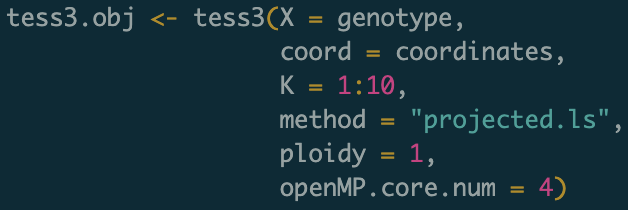 tess3.obj <- tess3(X = genotype,
coord = coordinates,
K = 1:10,
method = "projected.ls",
ploidy = 1,
openMP.core.num = 4)